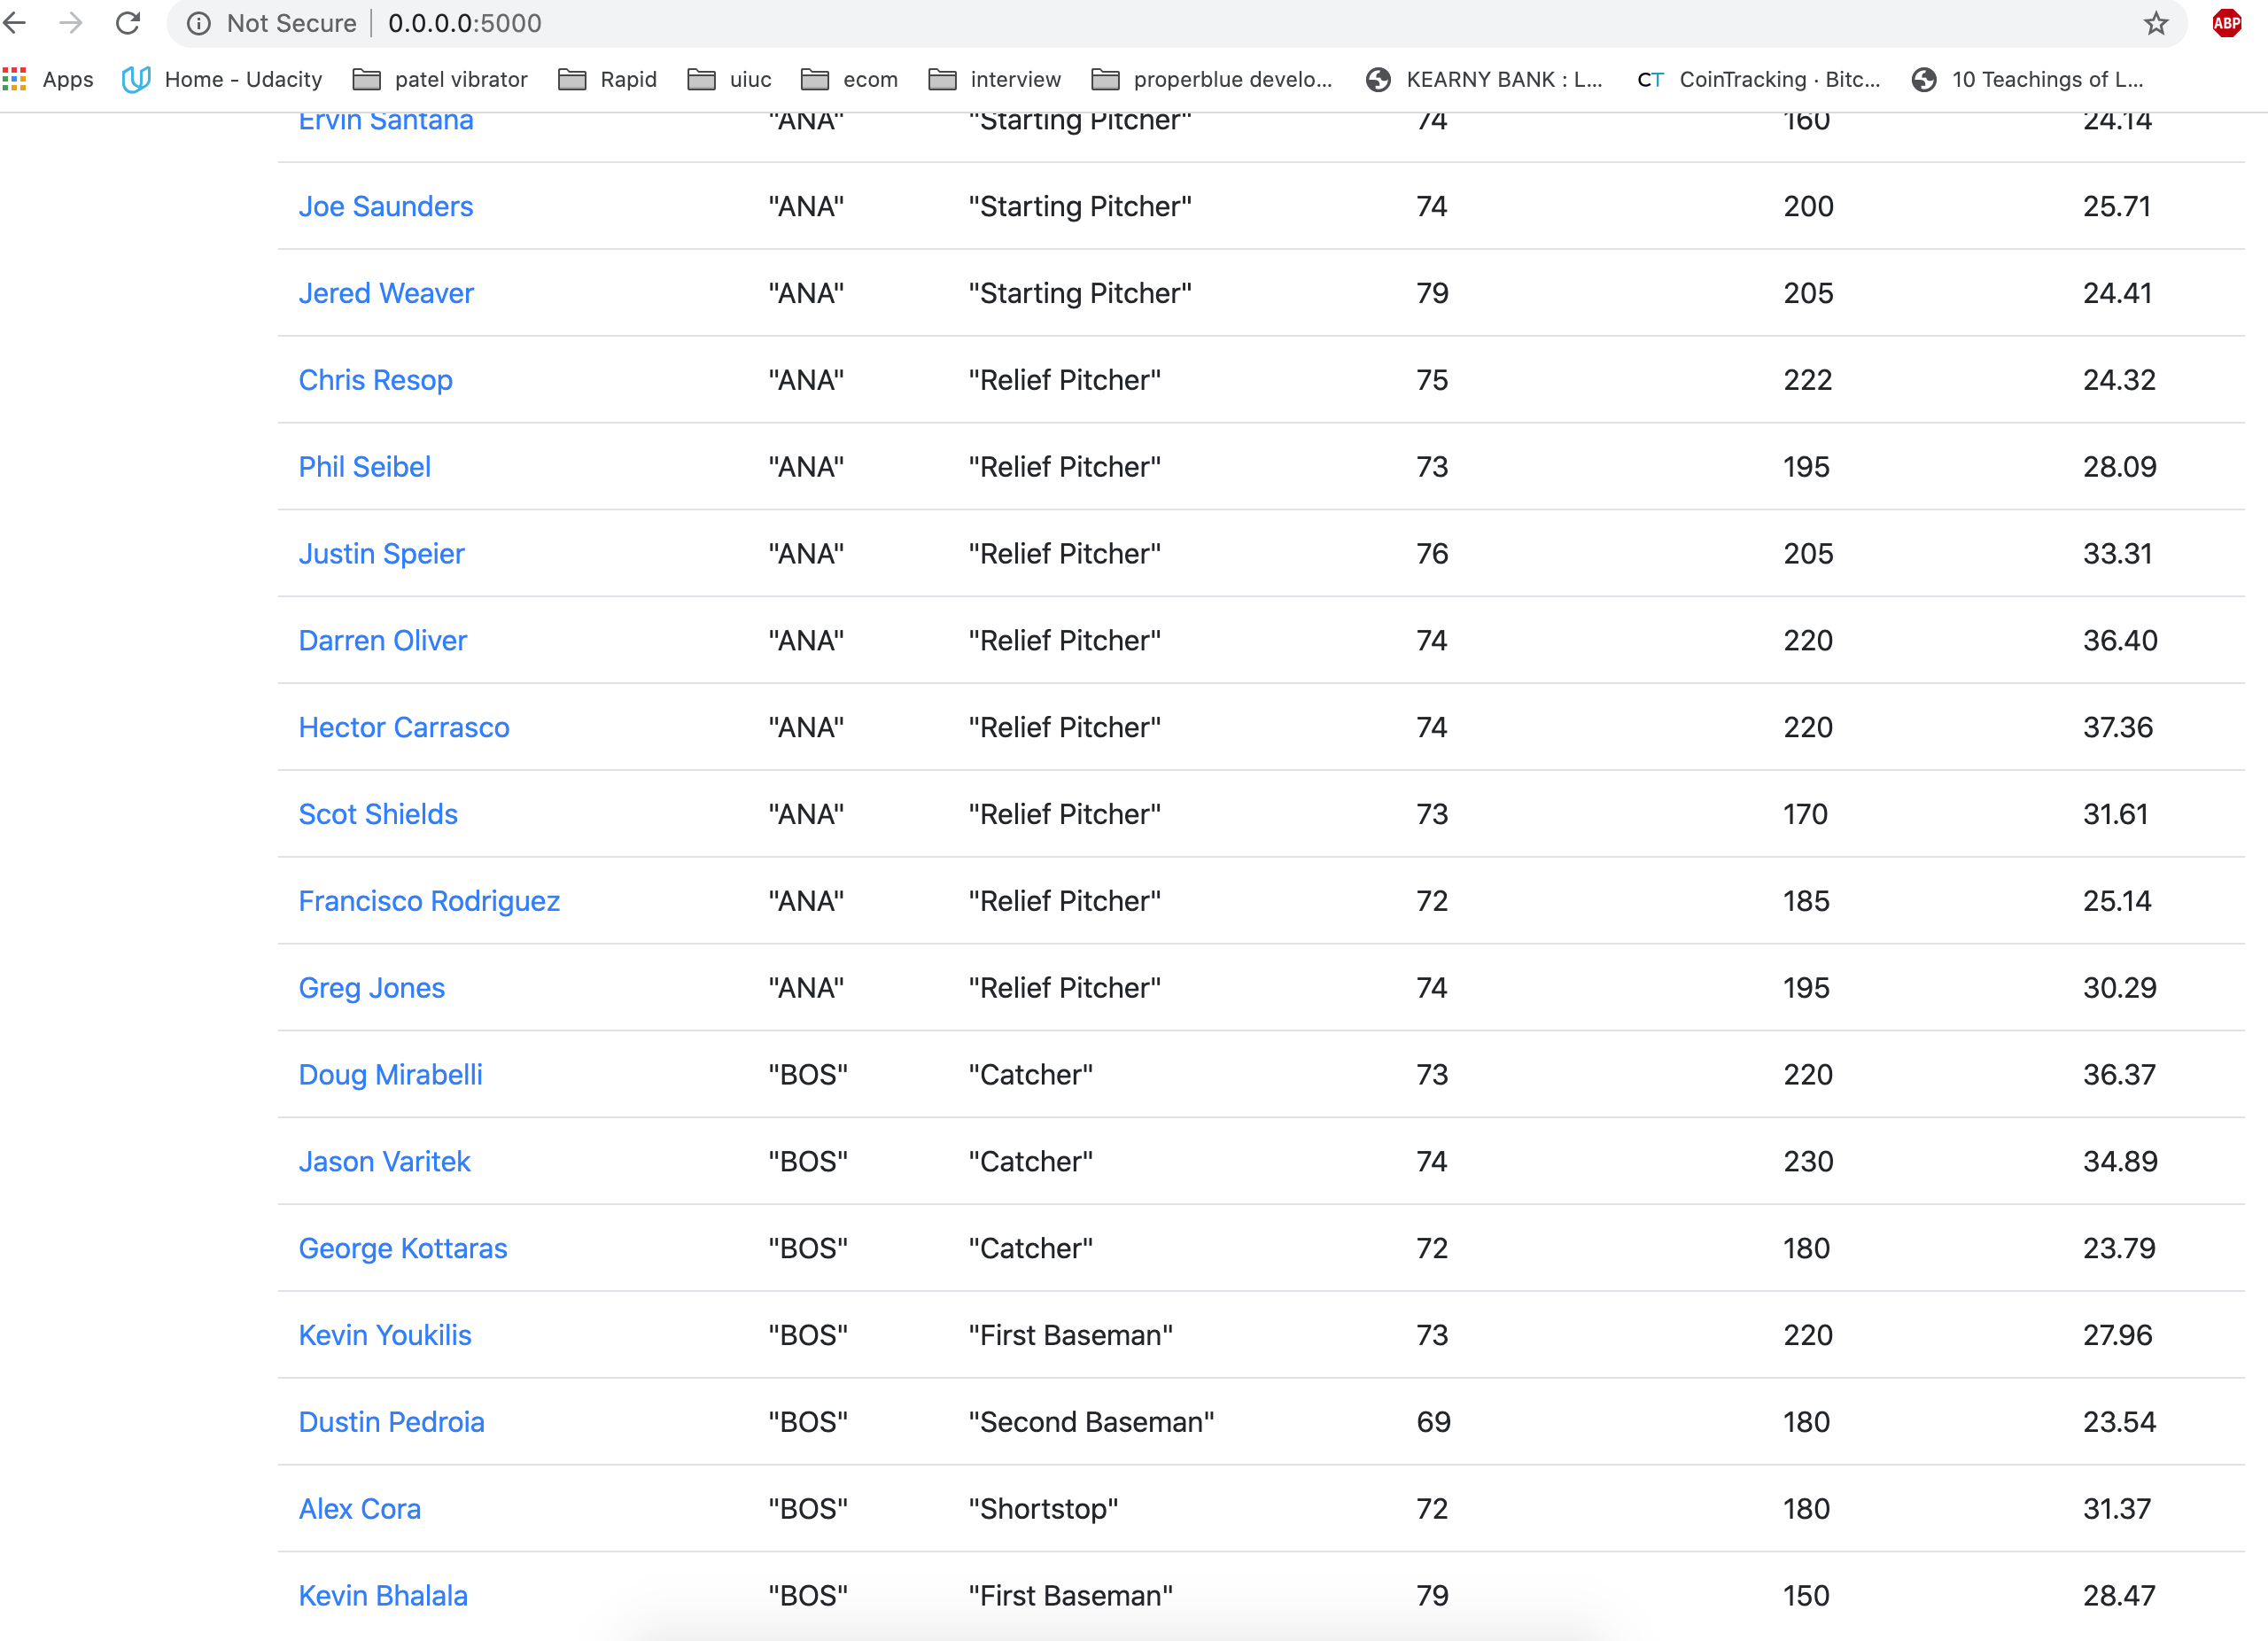 Not Secure | 0.0.0.0:5000 ABP
Apps Home - Udacity patel vibrator Rapid uiuc ecom interview properblue develo... KEARNY BANK : L... CT CoinTracking · Bitc... 10 Teachings of L...
Ervin Santana "ANA" "Starting Pitcher" 74 160 24.14
Joe Saunders "ANA" "Starting Pitcher" 74 200 25.71
Jered Weaver "ANA" "Starting Pitcher" 79 205 24.41
Chris Resop "ANA" "Relief Pitcher" 75 222 24.32
Phil Seibel "ANA" "Relief Pitcher" 73 195 28.09
Justin Speier "ANA" "Relief Pitcher" 76 205 33.31
Darren Oliver "ANA" "Relief Pitcher" 74 220 36.40
Hector Carrasco "ANA" "Relief Pitcher" 74 220 37.36
Scot Shields "ANA" "Relief Pitcher" 73 170 31.61
Francisco Rodriguez "ANA" "Relief Pitcher" 72 185 25.14
Greg Jones "ANA" "Relief Pitcher" 74 195 30.29
Doug Mirabelli "BOS" "Catcher" 73 220 36.37
Jason Varitek "BOS" "Catcher" 74 230 34.89
George Kottaras "BOS" "Catcher" 72 180 23.79
Kevin Youkilis "BOS" "First Baseman" 73 220 27.96
Dustin Pedroia "BOS" "Second Baseman" 69 180 23.54
Alex Cora "BOS" "Shortstop" 72 180 31.37
Kevin Bhalala "BOS" "First Baseman" 79 150 28.47